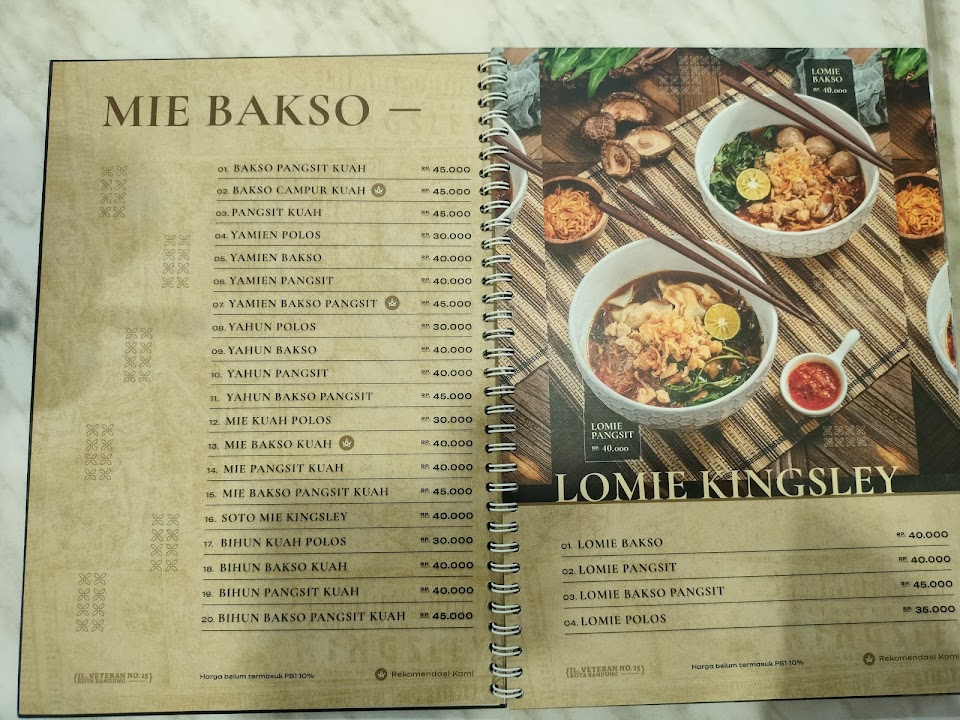 MIE BAKSO —
01. BAKSO PANGSIT KUAH RP. 45.000
02. BAKSO CAMPUR KUAH RP. 45.000
03. PANGSIT KUAH RP. 45.000
04. YAMIEN POLOS RP. 30.000
05. YAMIEN BAKSO RP. 40.000
06. YAMIEN PANGSIT RP. 40.000
07. YAMIEN BAKSO PANGSIT RP. 45.000
08. YAHUN POLOS RP. 30.000
09. YAHUN BAKSO RP. 40.000
10. YAHUN PANGSIT RP. 40.000
11. YAHUN BAKSO PANGSIT RP. 45.000
12. MIE KUAH POLOS RP. 30.000
13. MIE BAKSO KUAH RP. 40.000
14. MIE PANGSIT KUAH RP. 40.000
15. MIE BAKSO PANGSIT KUAH RP. 45.000
16. SOTO MIE KINGSLEY RP. 40.000
17. BIHUN KUAH POLOS RP. 30.000
18. BIHUN BAKSO KUAH RP. 40.000
19. BIHUN PANGSIT KUAH RP. 40.000
20. BIHUN BAKSO PANGSIT KUAH RP. 45.000
JL. VETERAN NO.25
KOTA BANDUNG
Harga belum termasuk PB1 10%
Rekomendasi Kami
LOMIE
BAKSO
RP. 40.000
LOMIE
PANGSIT
RP. 40.000
LOMIE KINGSLEY
01. LOMIE BAKSO RP. 40.000
02. LOMIE PANGSIT RP. 40.000
03. LOMIE BAKSO PANGSIT RP. 45.000
04. LOMIE POLOS RP. 35.000
JL. VETERAN NO.25
KOTA BANDUNG
Harga belum termasuk PB1 10%
Rekomendasi Kami